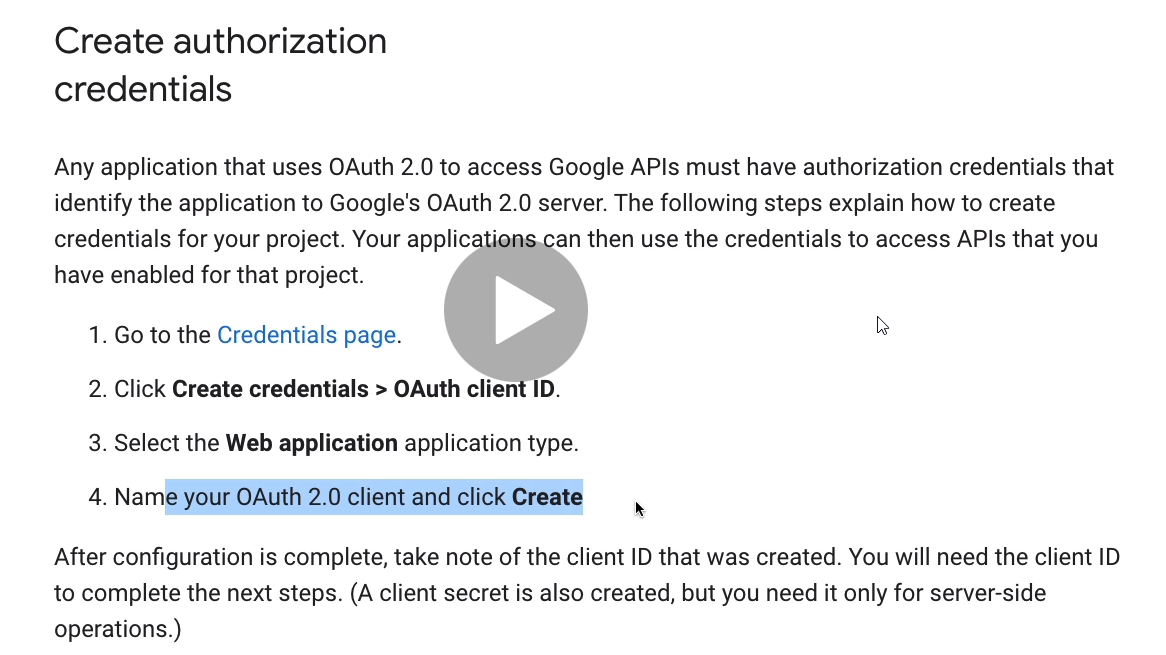 Create authorization
credentials
Any application that uses OAuth 2.0 to access Google APIs must have authorization credentials that
identify the application to Google's OAuth 2.0 server. The following steps explain how to create
credentials for your project. Your applications can then use the credentials to access APIs that you
have enabled for that project.
1. Go to the Credentials page.
2. Click Create credentials > OAuth client ID.
3. Select the Web application application type.
4. Name your OAuth 2.0 client and click Create
After configuration is complete, take note of the client ID that was created. You will need the client ID
to complete the next steps. (A client secret is also created, but you need it only for server-side
operations.)